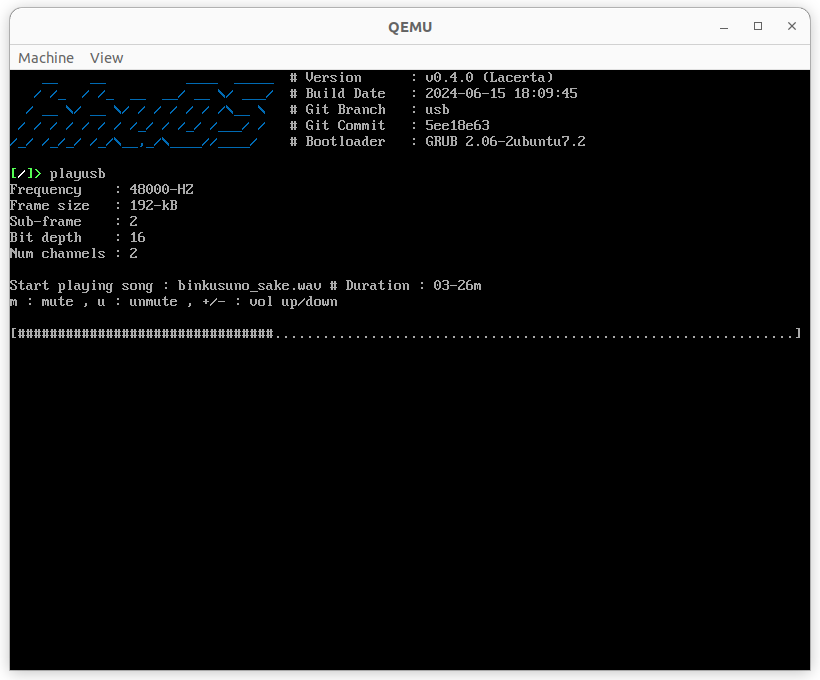 QEMU
Machine View
# Version : v0.4.0 (Lacerta)
# Build Date : 2024-06-15 18:09:45
# Git Branch : usb
# Git Commit : 5ee18e63
# Bootloader : GRUB 2.06-2ubuntu7.2
[/]> playusb
Frequency : 48000-HZ
Frame size : 192-kB
Sub-frame : 2
Bit depth : 16
Num channels : 2
Start playing song : binkusuno_sake.wav # Duration : 03-26m
m : mute , u : unmute , +/- : vol up/down
[################################.................................................................]